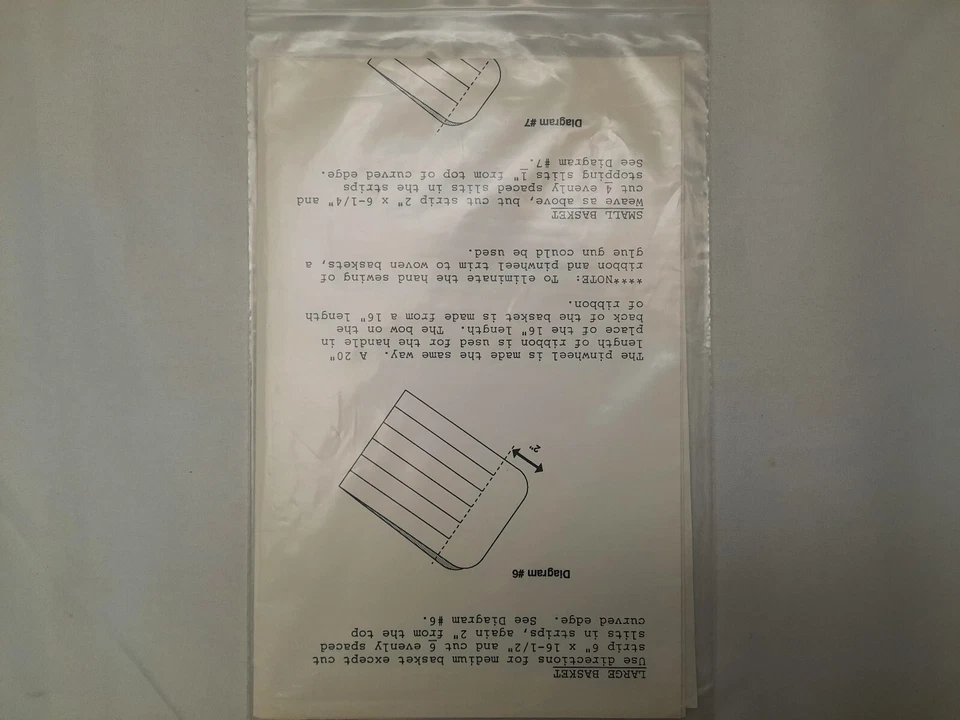 LARGE BASKET
Use directions for medium basket except cut
strip 6" x 16-1/2" and cut 6 evenly spaced
slits in strips, again 2" from the top
curved edge. See Diagram #6.
Diagram #6
2"
The pinwheel is made the same way. A 20"
length of ribbon is used for the handle in
place of the 16" length. The bow on the
back of the basket is made from a 16" length
of ribbon.
****NOTE: To eliminate the hand sewing of
ribbon and pinwheel trim to woven baskets, a
glue gun could be used.
SMALL BASKET
Weave as above, but cut strip 2" x 6-1/4" and
cut 4 evenly spaced slits in the strips
stopping slits 1" from top of curved edge.
See Diagram #7.
Diagram #7